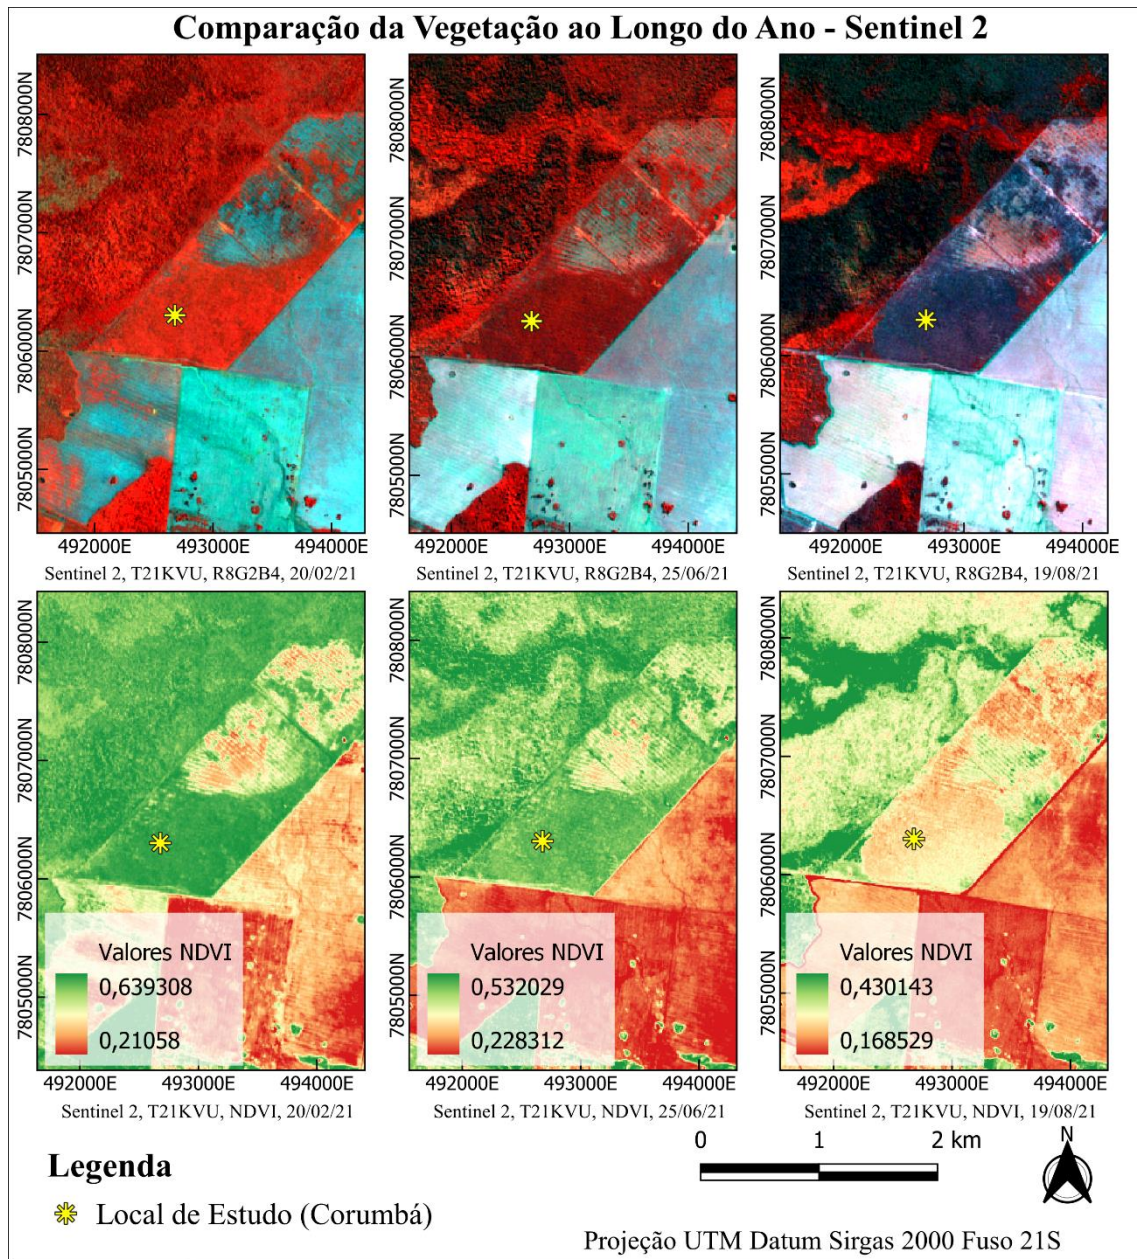 Comparação da Vegetação ao Longo do Ano - Sentinel 2
7808000N
7807000N
7806000N
7805000N
492000E 493000E 494000E
Sentinel 2, T21KVU, R8G2B4, 20/02/21
7808000N
7807000N
7806000N
7805000N
492000E 493000E 494000E
Sentinel 2, T21KVU, R8G2B4, 25/06/21
7808000N
7807000N
7806000N
7805000N
492000E 493000E 494000E
Sentinel 2, T21KVU, R8G2B4, 19/08/21
7808000N
7807000N
7806000N
7805000N
Valores NDVI
0,639308
0,21058
492000E 493000E 494000E
Sentinel 2, T21KVU, NDVI, 20/02/21
7808000N
7807000N
7806000N
7805000N
Valores NDVI
0,532029
0,228312
492000E 493000E 494000E
Sentinel 2, T21KVU, NDVI, 25/06/21
7808000N
7807000N
7806000N
7805000N
Valores NDVI
0,430143
0,168529
492000E 493000E 494000E
Sentinel 2, T21KVU, NDVI, 19/08/21
0 1 2 km
N
Legenda
Local de Estudo (Corumbá)
Projeção UTM Datum Sirgas 2000 Fuso 21S